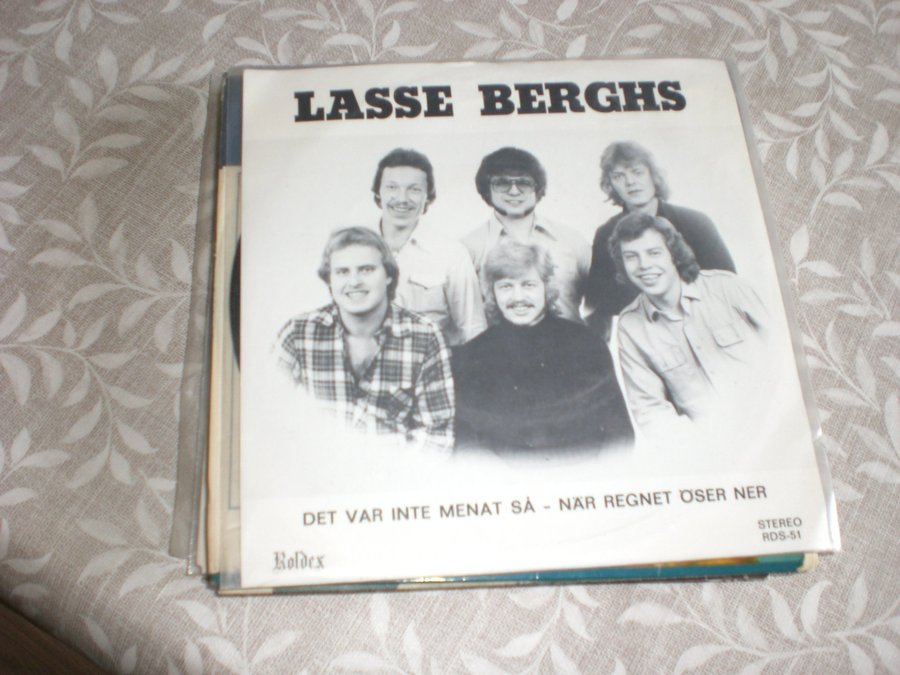 LASSE BERGHS
DET VAR INTE MENAT SÅ - NÄR REGNET ÖSER NER
STEREO
RDS-51
Roldex